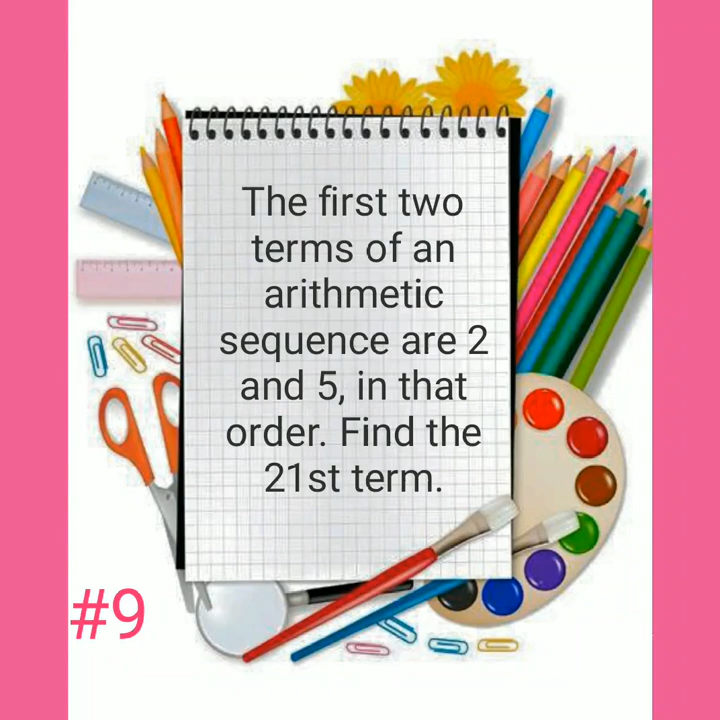 The first two
terms of an
arithmetic
sequence are 2
and 5, in that
order. Find the
21st term.
#9